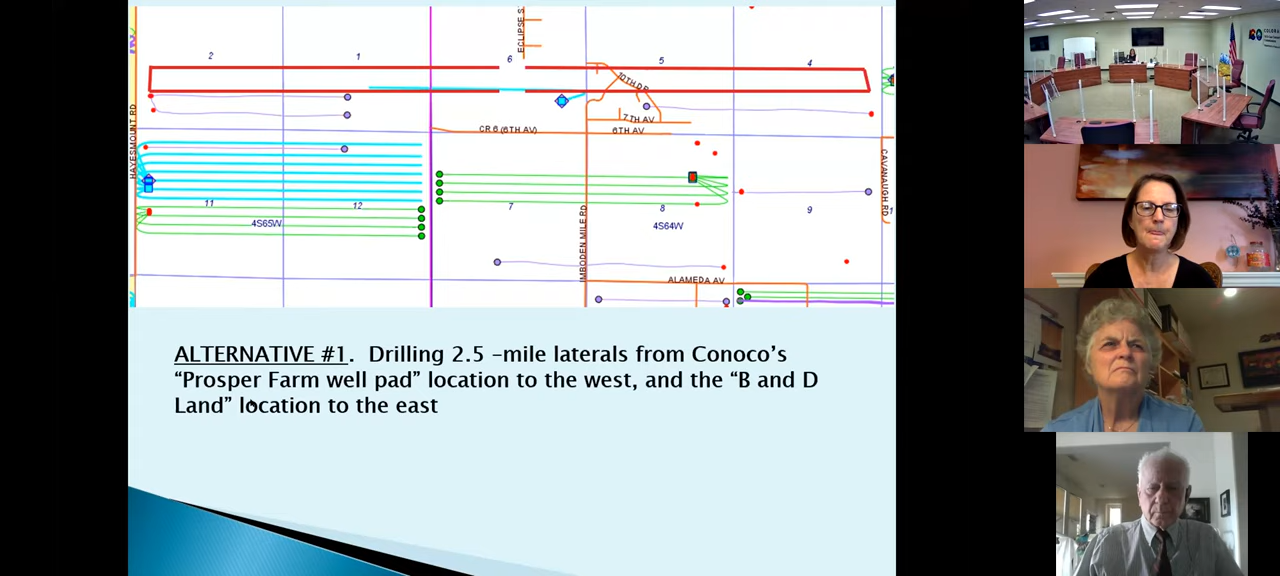 ECLIPSE S
2
1
6
5
4
10TH DR
HAYESMOUNT RD
7TH AV
CR 6 (6TH AV)
6TH AV
CAVANAUGH RD
11
12
7
8
9
1
4S65W
4S64W
IMBODEN MILE RD
ALAMEDA AV
ALTERNATIVE #1. Drilling 2.5 –mile laterals from Conoco's
“Prosper Farm well pad” location to the west, and the “B and D
Land” location to the east